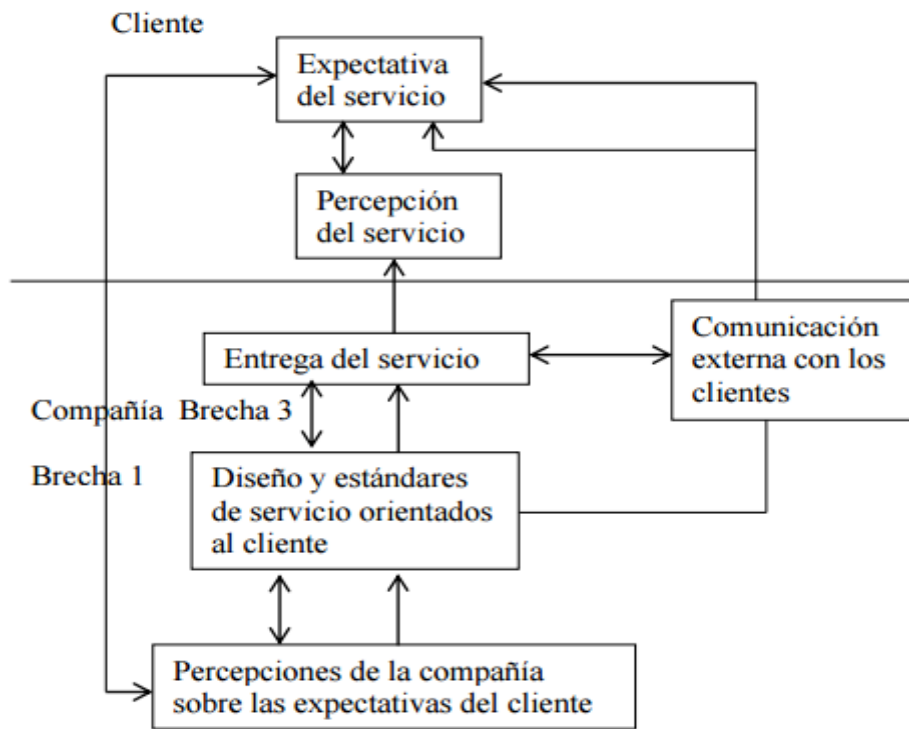 Cliente
Expectativa
del servicio
Percepción
del servicio
Entrega del servicio
Comunicación
externa con los
clientes
Compañía Brecha 3
Brecha 1
Diseño y estándares
de servicio orientados
al cliente
Percepciones de la compañía
sobre las expectativas del cliente